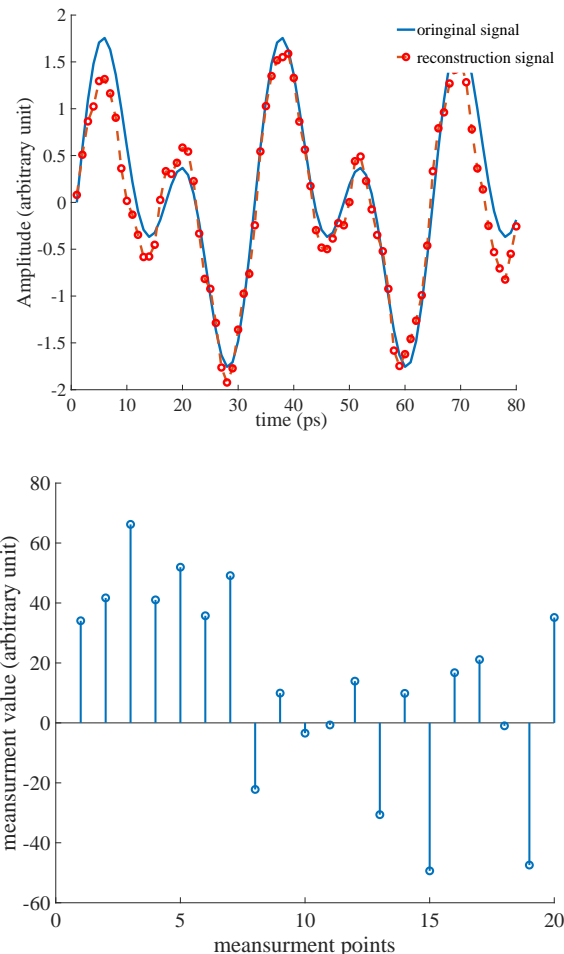 2
1.5
1
0.5
0
-0.5
-1
-1.5
-2
Amplitude (arbitrary unit)
oringinal signal
reconstruction signal
0 10 20 30 40 50 60 70 80
time (ps)
80
60
40
20
0
-20
-40
-60
meansurment value (arbitrary unit)
0 5 10 15 20
meansurment points